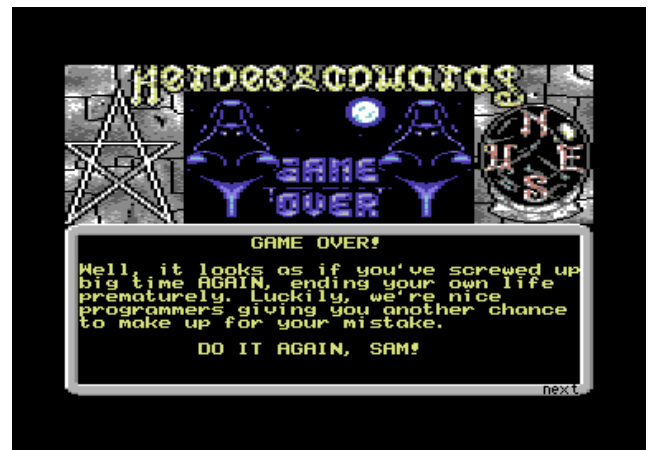 Heroes&Cowards
GAME
OVER
N
W E
S
GAME OVER!
Well, it looks as if you've screwed up
big time AGAIN, ending your own life
prematurely. Luckily, we're nice
programmers giving you another chance
to make up for your mistake.
DO IT AGAIN, SAM!
next